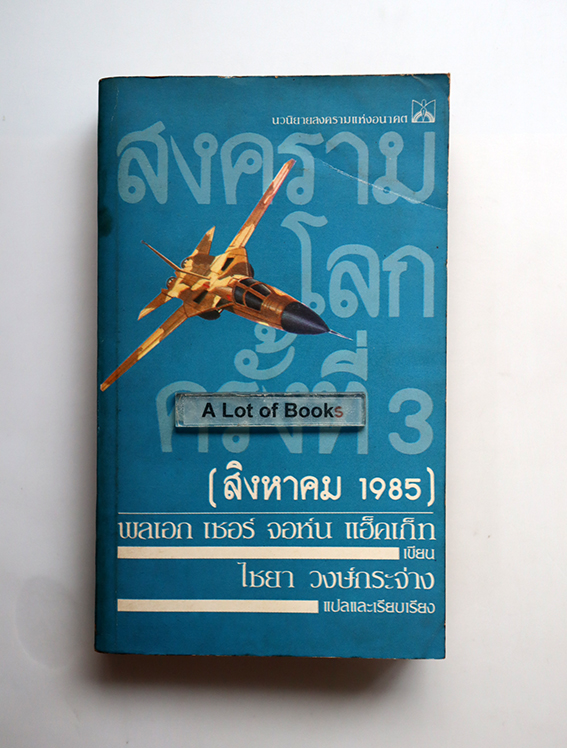 นวนิยายสงครามแห่งอนาคต
สงคราม
โลก
ครั้งที่ 3
A Lot of Books
(สิงหาคม 1985)
พลเอก เซอร์ จอห์น แฮ็คเก็ท
เขียน
ไชยา วงษ์กระจ่าง
แปลและเรียบเรียง